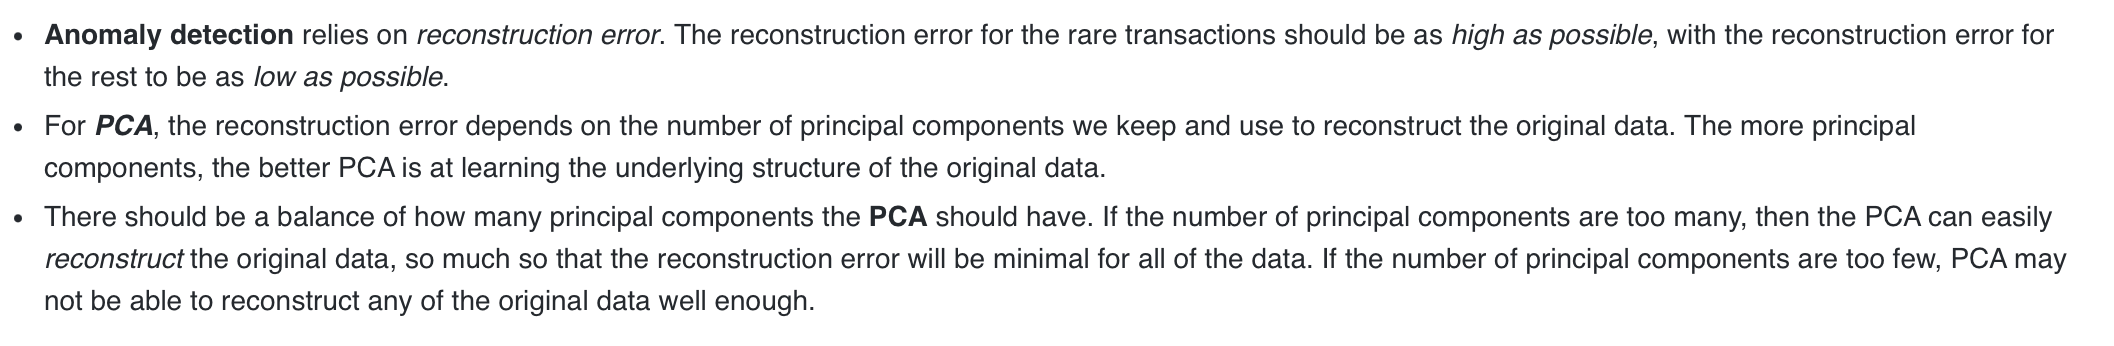 • Anomaly detection relies on reconstruction error. The reconstruction error for the rare transactions should be as high as possible, with the reconstruction error for
the rest to be as low as possible.
• For PCA, the reconstruction error depends on the number of principal components we keep and use to reconstruct the original data. The more principal
components, the better PCA is at learning the underlying structure of the original data.
• There should be a balance of how many principal components the PCA should have. If the number of principal components are too many, then the PCA can easily
reconstruct the original data, so much so that the reconstruction error will be minimal for all of the data. If the number of principal components are too few, PCA may
not be able to reconstruct any of the original data well enough.